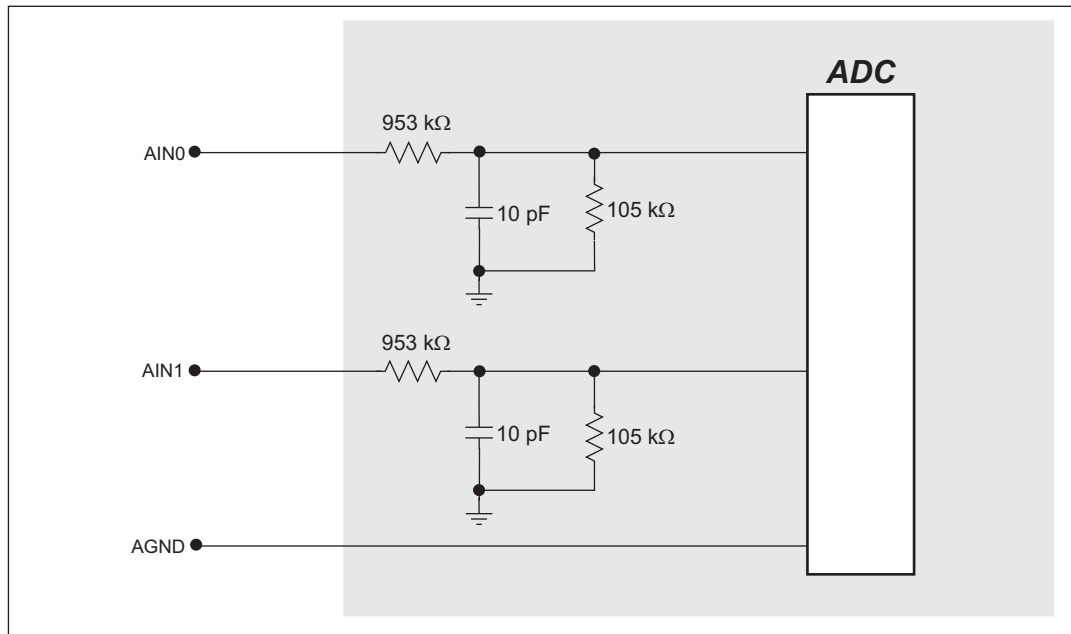 ADC
953 kΩ
AIN0
10 pF
105 kΩ
953 kΩ
AIN1
10 pF
105 kΩ
AGND